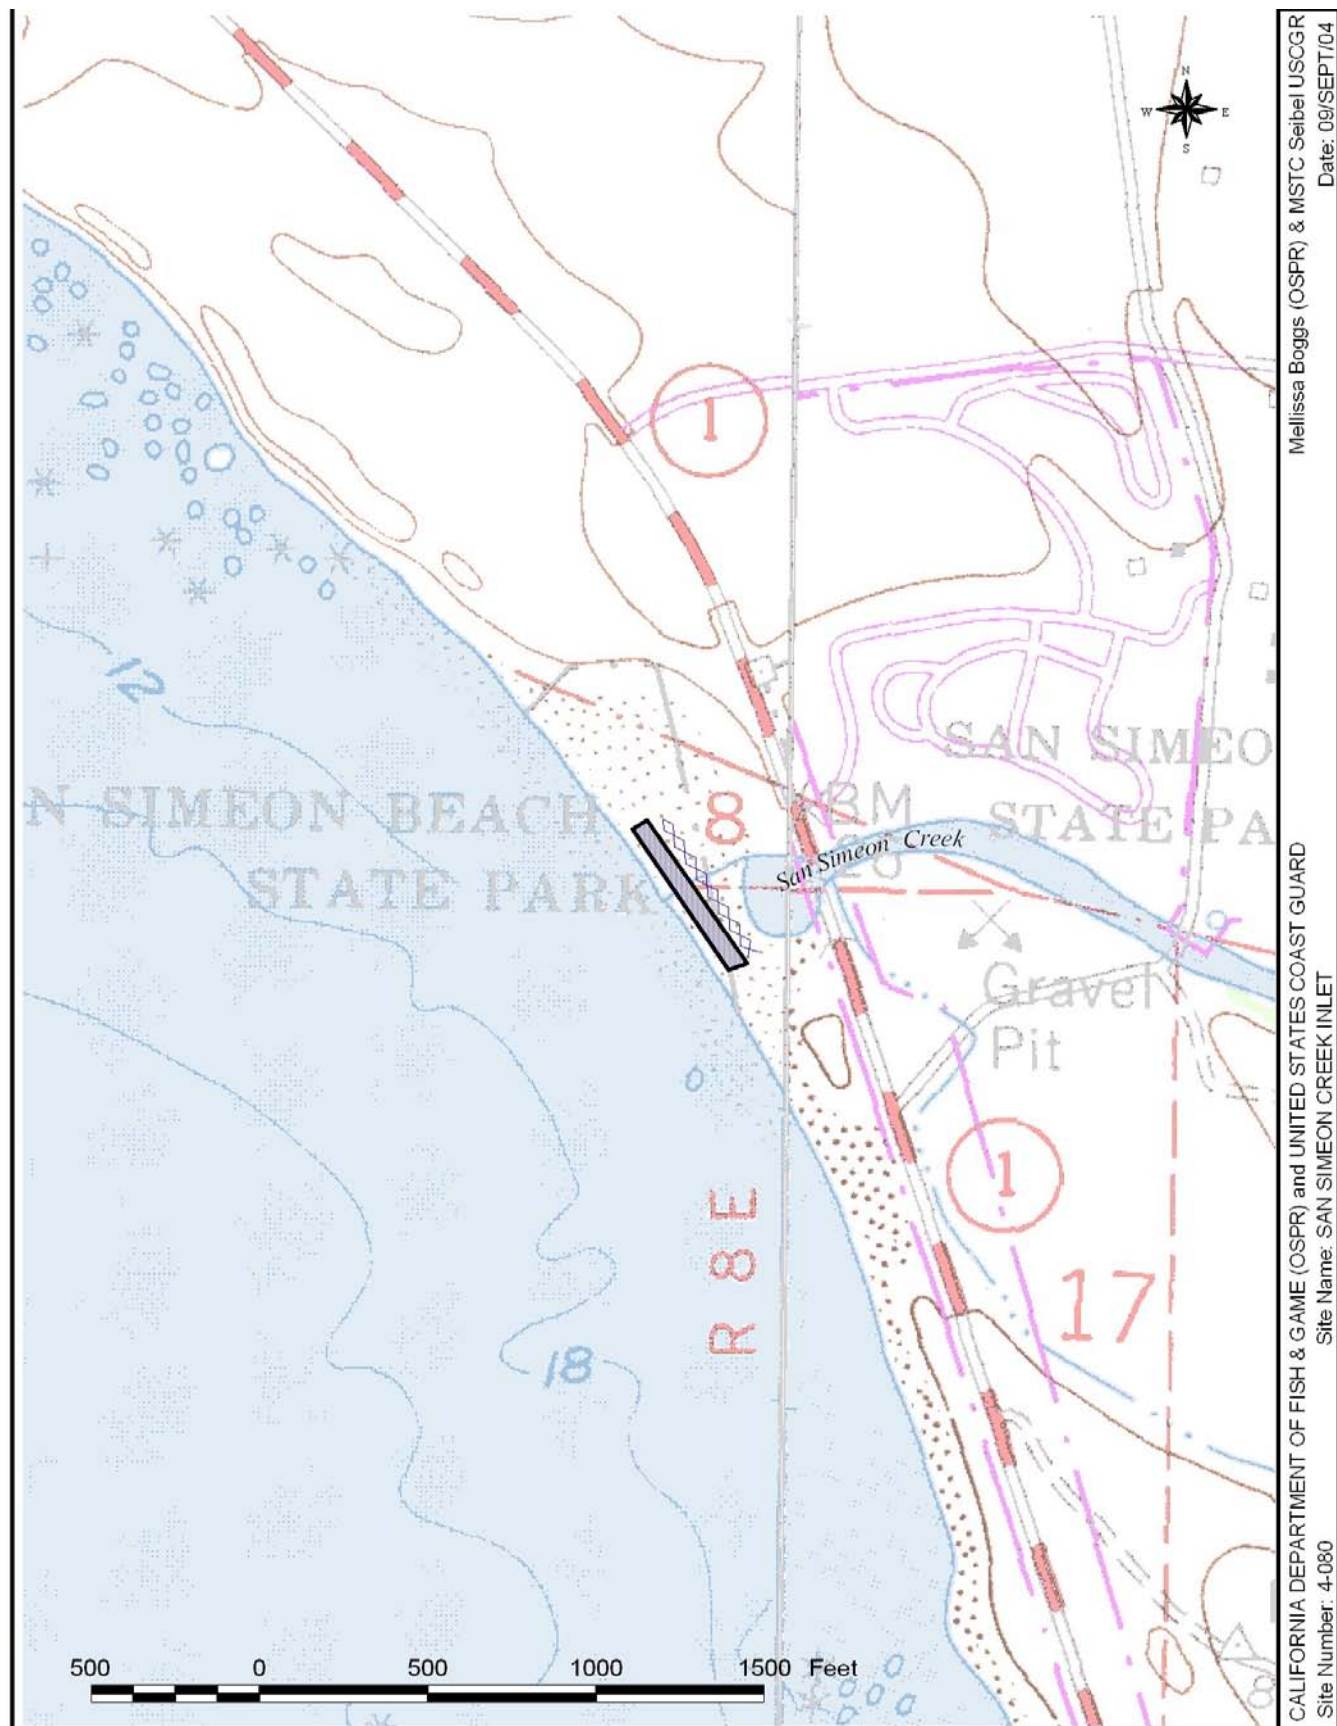 N
W E
S
1
12
SAN SIMEO
N SIMEON BEACH
8
BM
STATE PA
San Simeon Creek
STATE PARK
Gravel
Pit
1
R 8 E
17
18
500 0 500 1000 1500 Feet
8
CALIFORNIA DEPARTMENT OF FISH & GAME (OSPR) and UNITED STATES COAST GUARD
Mellissa Boggs (OSPR) & MSTC Seibel USCGR
Site Number: 4-080
Site Name: SAN SIMEON CREEK INLET
Date: 09/SEPT/04